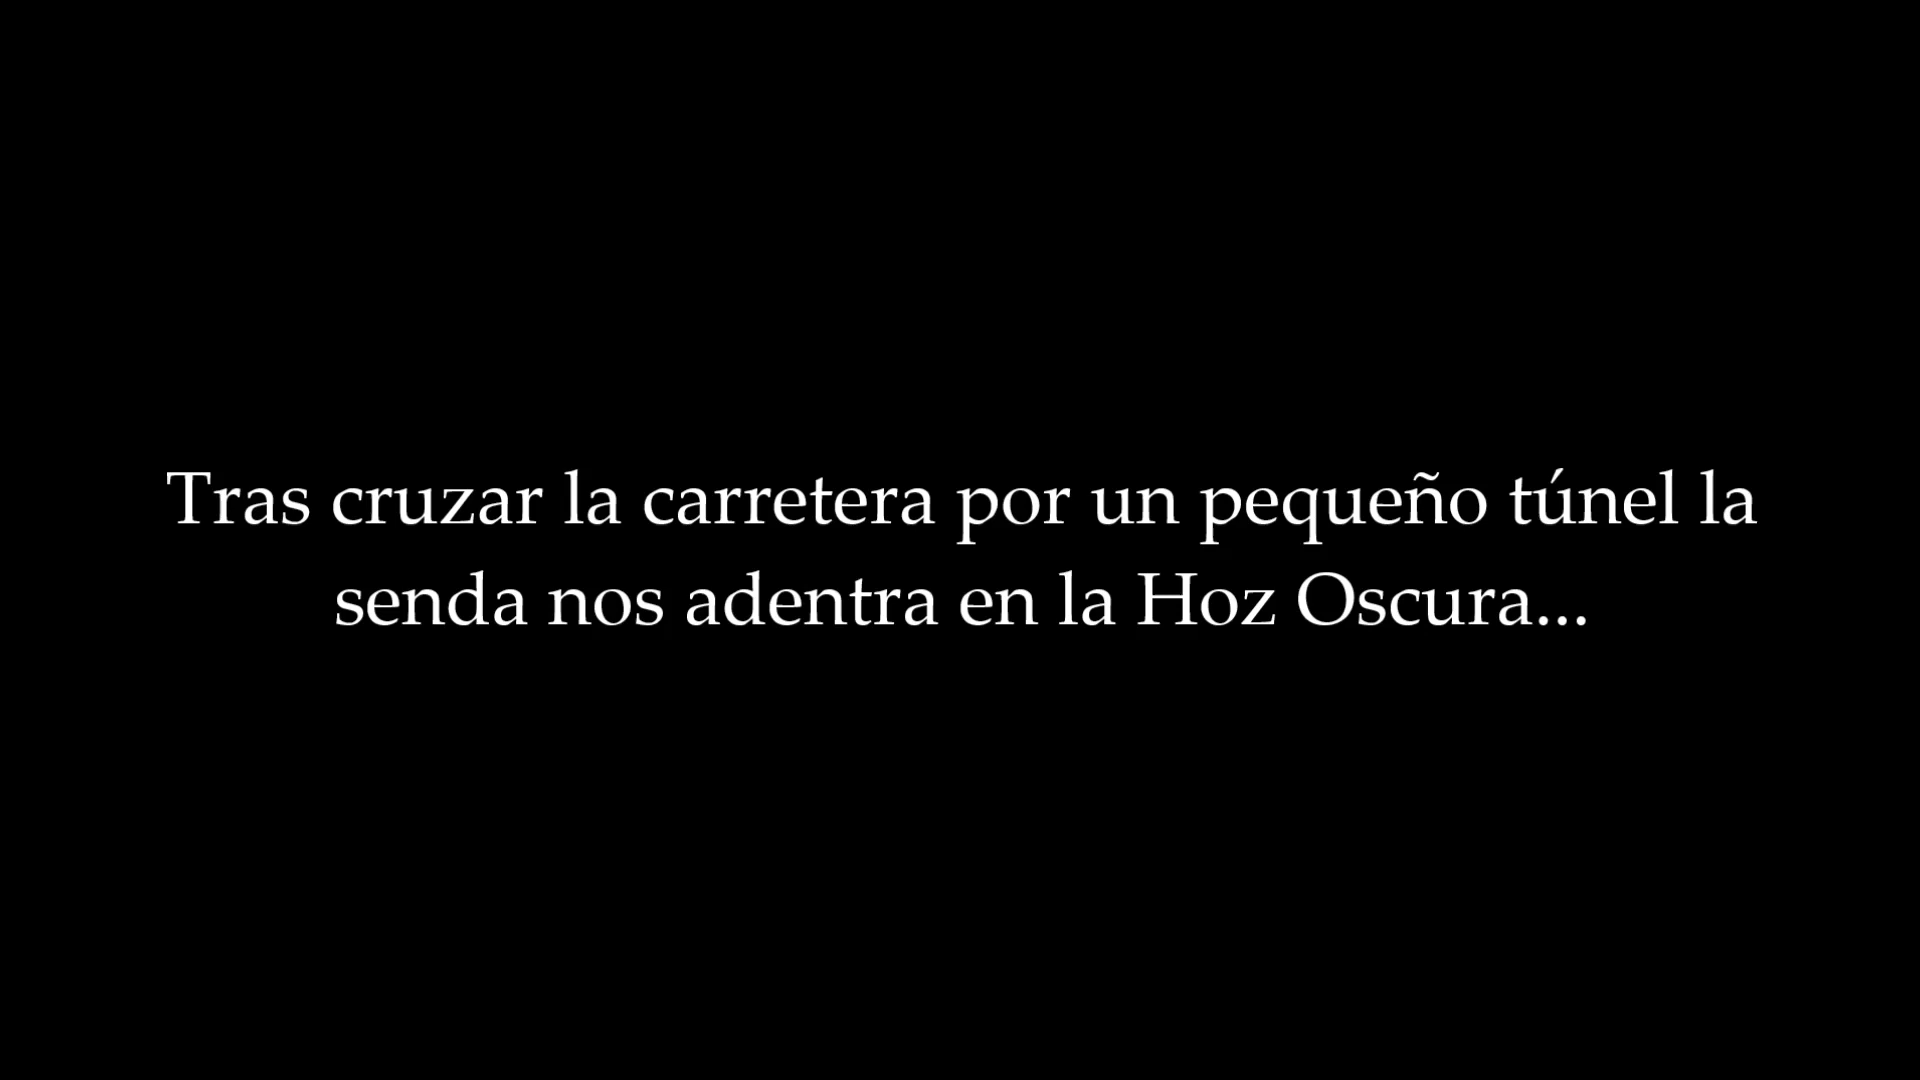 Tras cruzar la carretera por un pequeño túnel la
senda nos adentra en la Hoz Oscura...